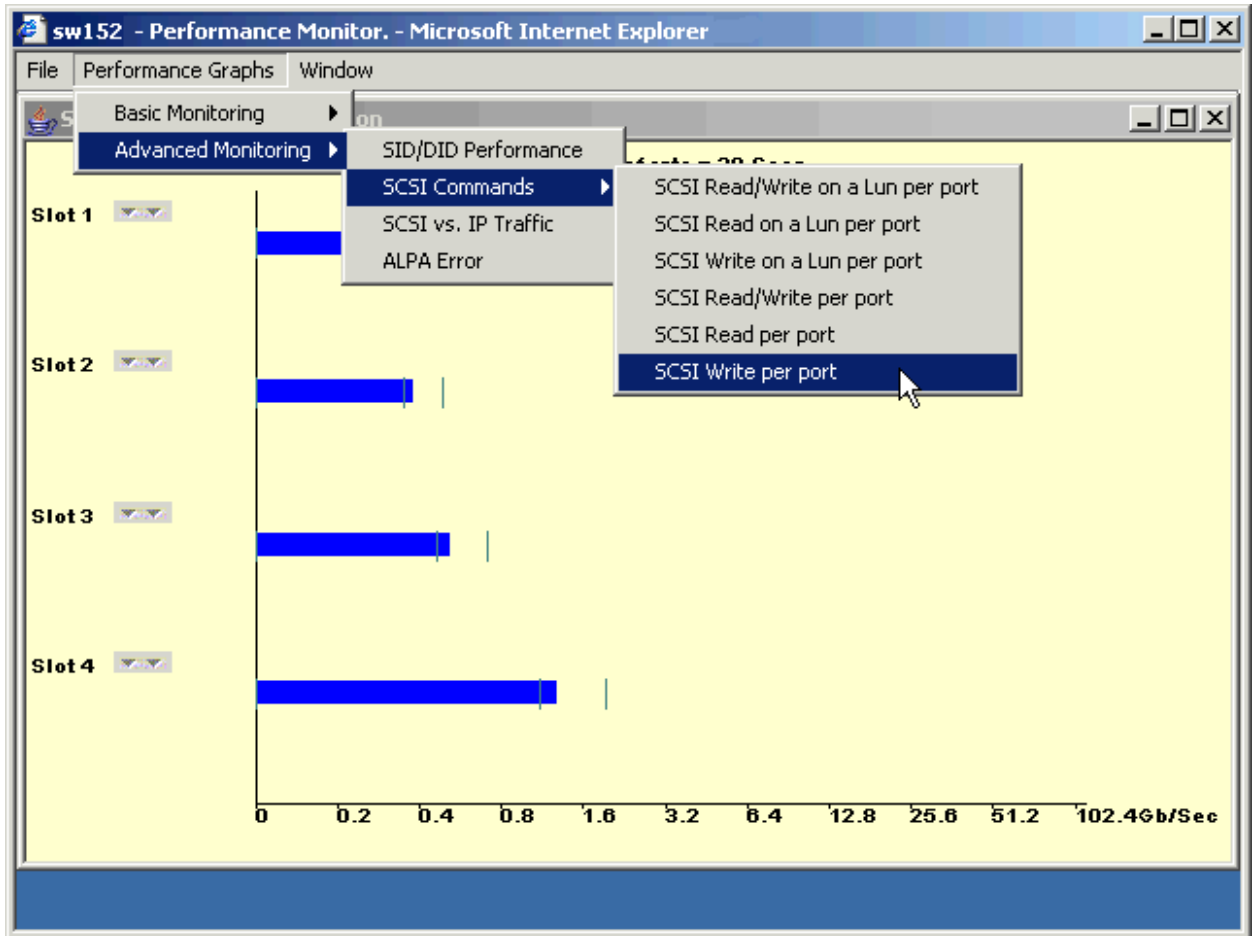 sw152 - Performance Monitor. - Microsoft Internet Explorer
File Performance Graphs Window
Basic Monitoring
Advanced Monitoring
SID/DID Performance
SCSI Commands
SCSI vs. IP Traffic
ALPA Error
SCSI Read/Write on a Lun per port
SCSI Read on a Lun per port
SCSI Write on a Lun per port
SCSI Read/Write per port
SCSI Read per port
SCSI Write per port
Slot 1
Slot 2
Slot 3
Slot 4
0 0.2 0.4 0.8 1.6 3.2 6.4 12.8 25.6 51.2 102.4Gb/Sec